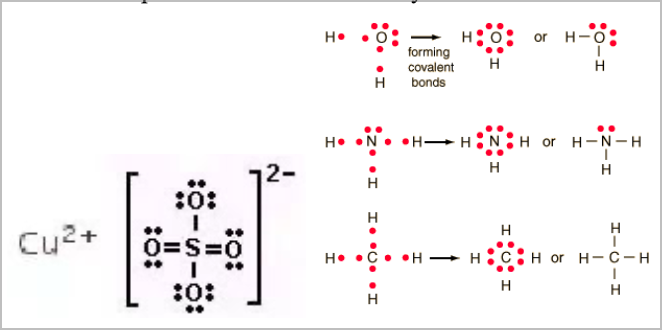 H• •O H O or H–O
forming
covalent
bonds
H H H
H• •N• •H H N H or H–N–H
H H H
H H H
H• •C• •H H C H or H–C–H
H H H
Cu2+
2-
:O:
O=S=O
:O: